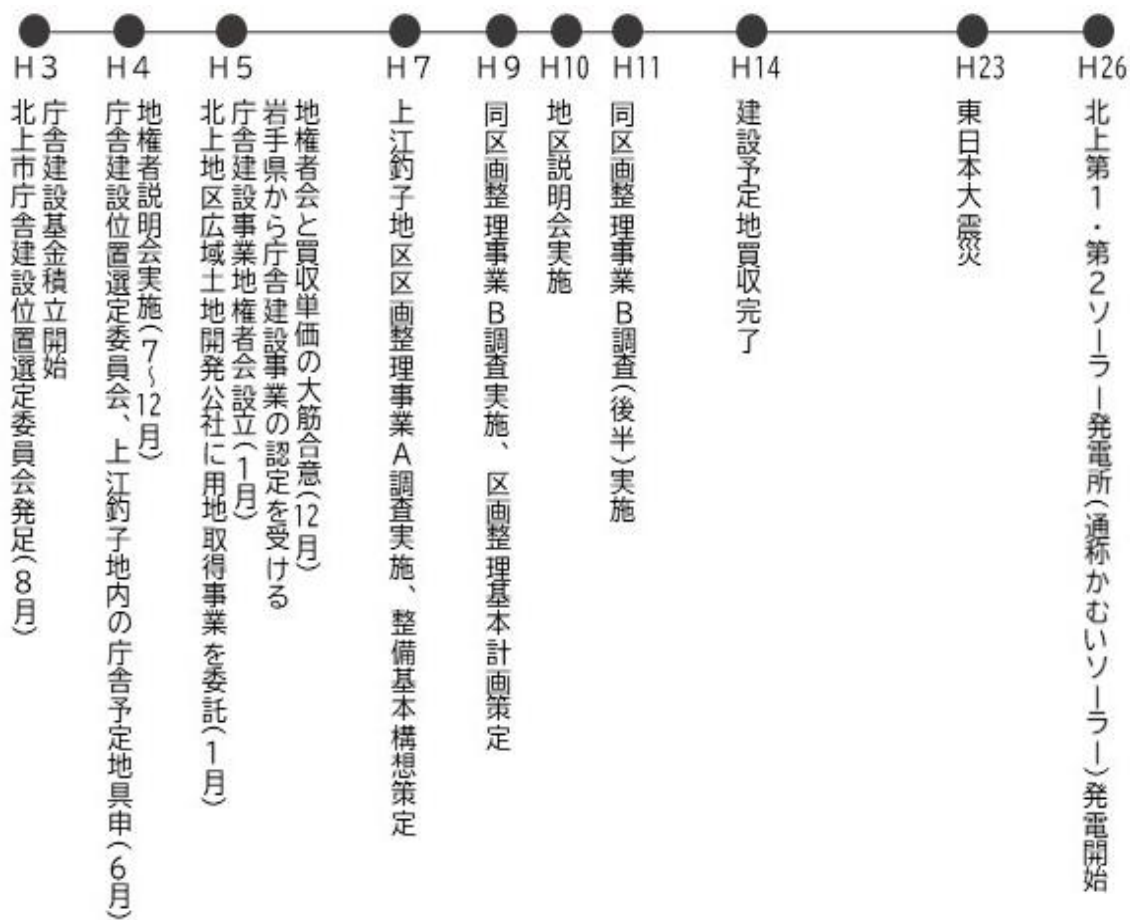 H3
庁舎建設基金積立開始
北上市庁舎建設位置選定委員会発足(8月)
H4
地権者説明会実施(7~12月)
庁舎建設位置選定委員会、上江釣子地内の庁舎予定地具申(6月)
H5
地権者会と買収単価の大筋合意(12月)
岩手県から庁舎建設事業の認定を受ける
庁舎建設事業地権者会設立(1月)
北上地区広域土地開発公社に用地取得事業を委託(1月)
H7
上江釣子地区区画整理事業A調査実施、整備基本構想策定
H9
同区画整理事業B調査実施、区画整理基本計画策定
H10
地区説明会実施
H11
同区画整理事業B調査(後半)実施
H14
建設予定地買収完了
H23
東日本大震災
H26
北上第1・第2ソーラー発電所(通称かむいソーラー)発電開始